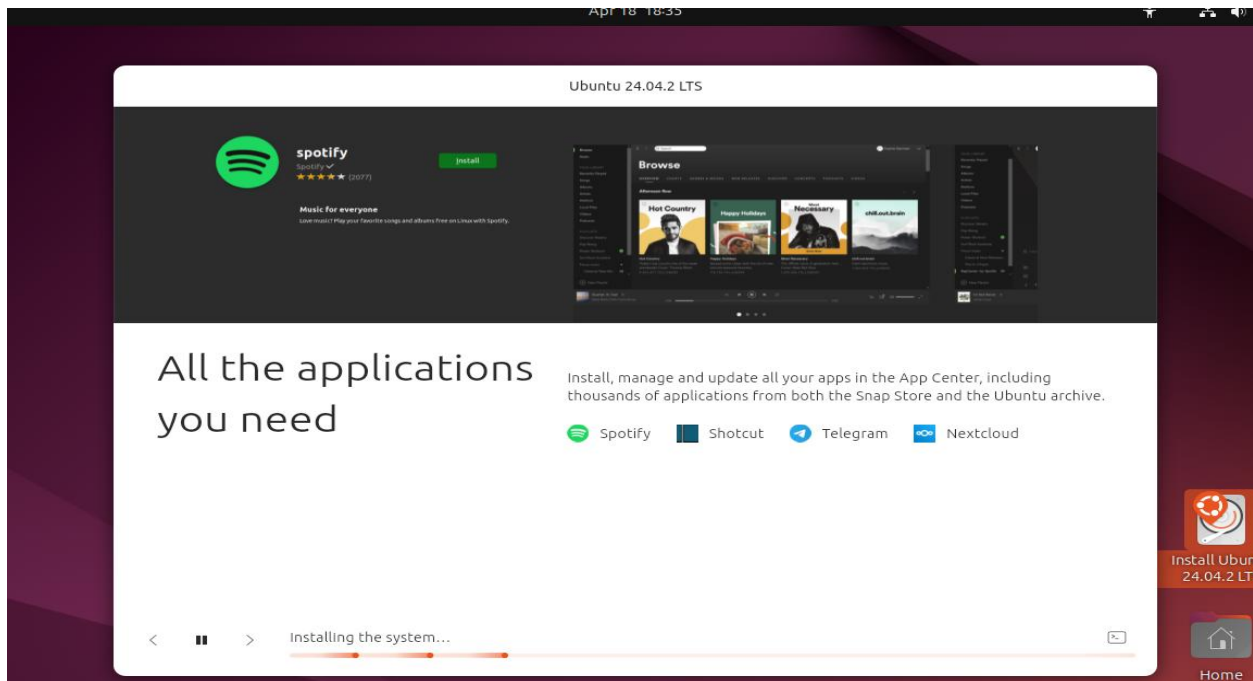 Apr 18 18:35
Ubuntu 24.04.2 LTS
spotify
Spotify
(2077)
Install
Music for everyone
Love music? Play your favorite songs and albums free on Linux with Spotify.
Browse
Hot Country
Happy Holidays
Most Necessary
chill.out.brain
All the applications
you need
Install, manage and update all your apps in the App Center, including
thousands of applications from both the Snap Store and the Ubuntu archive.
Spotify Shotcut Telegram Nextcloud
Install Ubun
24.04.2 LT
Installing the system...
Home